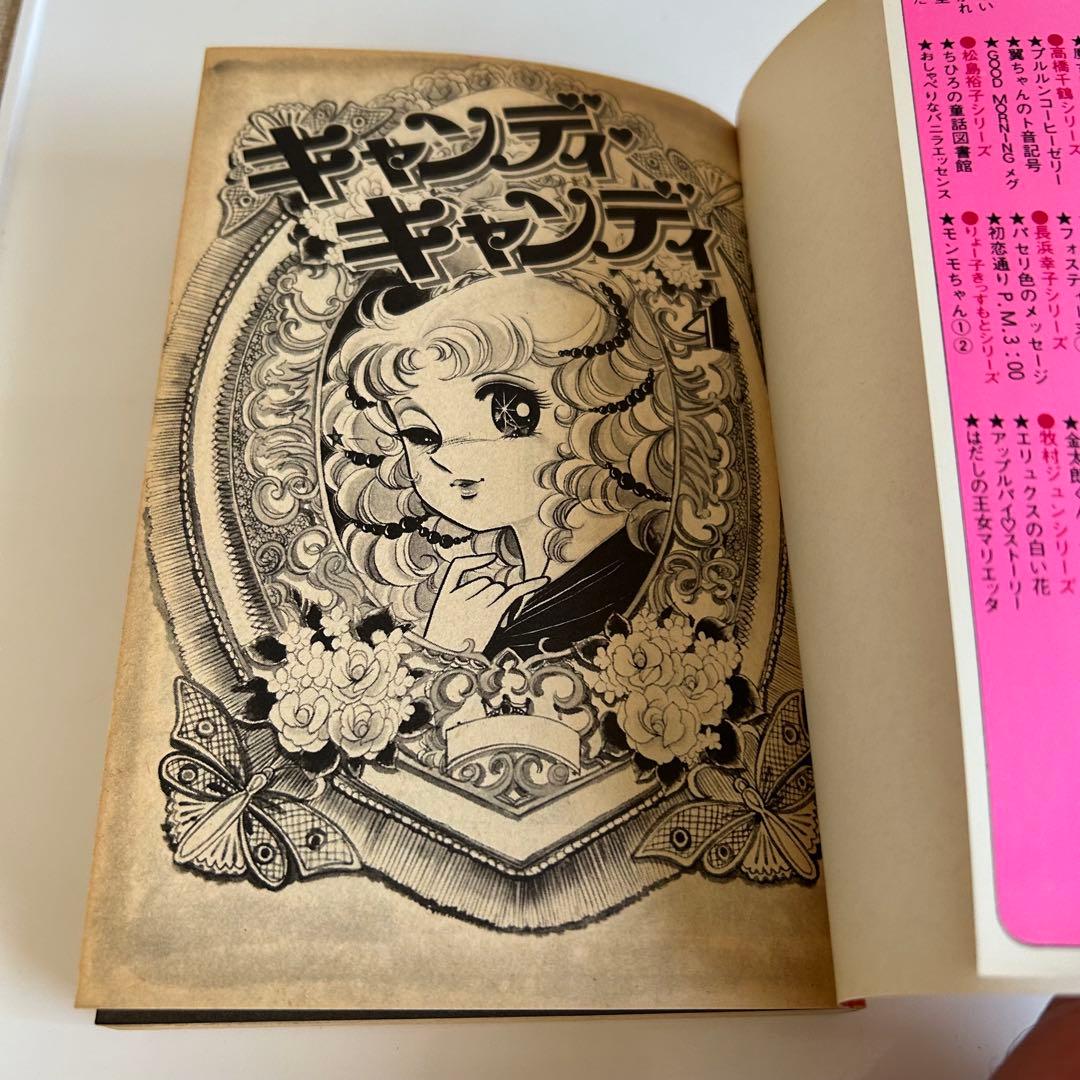 キャンディ♥
キャンディ
4
●高橋千鶴シリーズ
★プルルンコーヒーゼリー
★翼ちゃんのト音記号
★GOOD MORNINGメグ
●松島裕子シリーズ
★ちひろの童話図書館
★おしゃべりなバニラエッセンス
●長浜幸子シリーズ
★パセリ色のメッセージ
★初恋通りP.M.3:00
●りょー子きっすもとシリーズ
★モンモちゃん①②
●牧村ジュンシリーズ
★エリュクスの白い花
★アップルパイ♡ストーリー
★はだしの王女マリエッタ